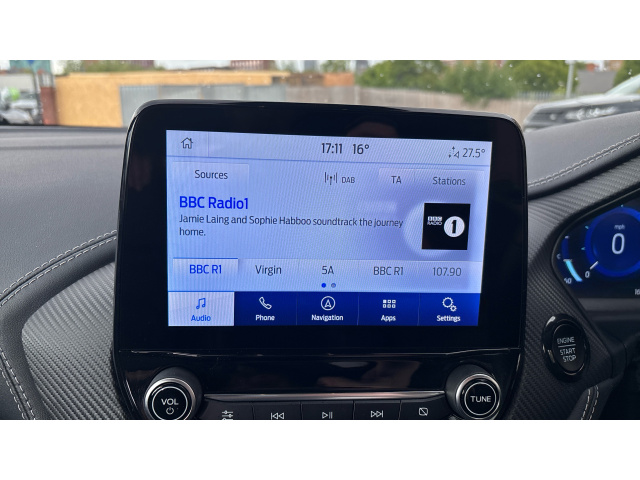 17:11 16° 27.5°
Sources DAB TA Stations
BBC Radio1
Jamie Laing and Sophie Habboo soundtrack the journey
home.
BBC
RADIO 1
BBC R1 Virgin 5A BBC R1 107.90
Audio Phone Navigation Apps Settings
mph
0
50
ENGINE
START
STOP
VOL
TUNE